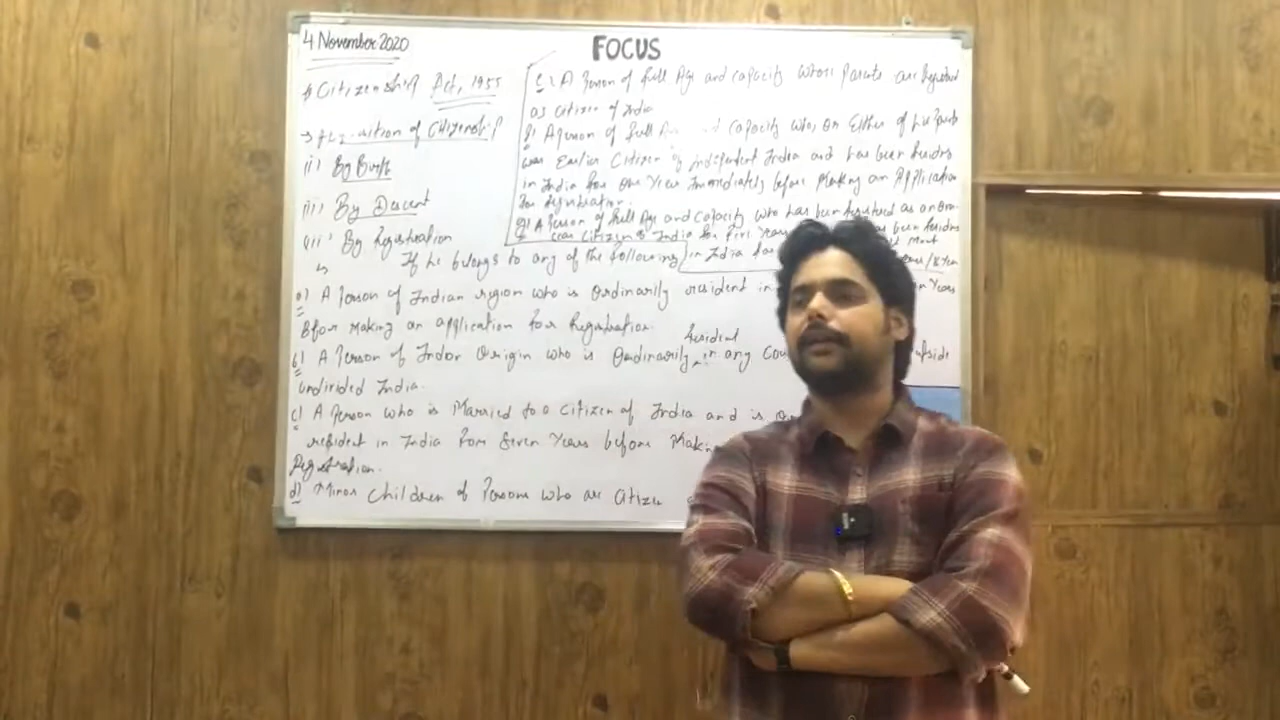 4 November 2020
FOCUS
Citizenship Act, 1955
of Citizenship
(i) By Birth
(ii) By Descent
(iii) By Registration
If he belongs to any of the following
a) A Person of Indian region who is Ordinarily resident in Years
Before Making an application for Registration.
b) A Person of Indian Origin who is Ordinarily resident in any outside
undivided India.
c) A Person who is Married to a Citizen of India and is
resident in India for Seven Years before
Registration.
d) Minor Children of Persons who are Citizen
e) A Person of full Age and capacity whose Parents are Registered
as citizen of India
f) A Person of full capacity who, or Either of his Parents
was Earlier Citizen of independent India and has been Residing
in India for One Year Immediately before Making an Application
for Registration.
g) A Person of full Age and Capacity who has been Registered as an
citizen of India for five Years been
in India